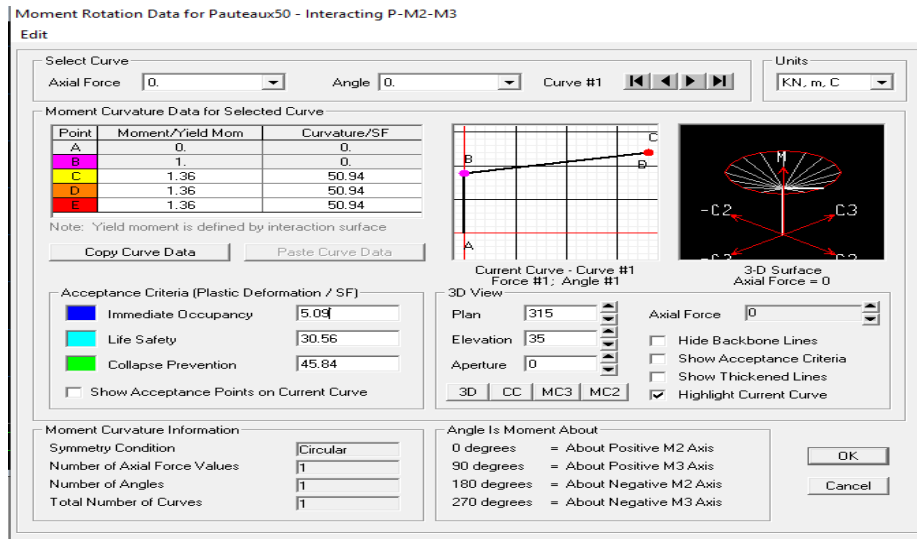 Moment Rotation Data for Pauteaux50 - Interacting P-M2-M3
Edit
Select Curve
Axial Force 0. Angle 0. Curve #1
Units
KN, m, C
Moment Curvature Data for Selected Curve
Point Moment/Yield Mom Curvature/SF
A 0. 0.
B 1. 0.
C 1.36 50.94
D 1.36 50.94
E 1.36 50.94
Note: Yield moment is defined by interaction surface
Copy Curve Data Paste Curve Data
A
B
C
D
Current Curve - Curve #1
Force #1; Angle #1
M
-C2 C3
-C3 C2
3-D Surface
Axial Force = 0
Acceptance Criteria (Plastic Deformation / SF)
Immediate Occupancy 5.09
Life Safety 30.56
Collapse Prevention 45.84
Show Acceptance Points on Current Curve
3D View
Plan 315
Elevation 35
Aperture 0
3D CC MC3 MC2
Axial Force 0
Hide Backbone Lines
Show Acceptance Criteria
Show Thickened Lines
Highlight Current Curve
Moment Curvature Information
Symmetry Condition Circular
Number of Axial Force Values 1
Number of Angles 1
Total Number of Curves 1
Angle Is Moment About
0 degrees = About Positive M2 Axis
90 degrees = About Positive M3 Axis
180 degrees = About Negative M2 Axis
270 degrees = About Negative M3 Axis
OK
Cancel